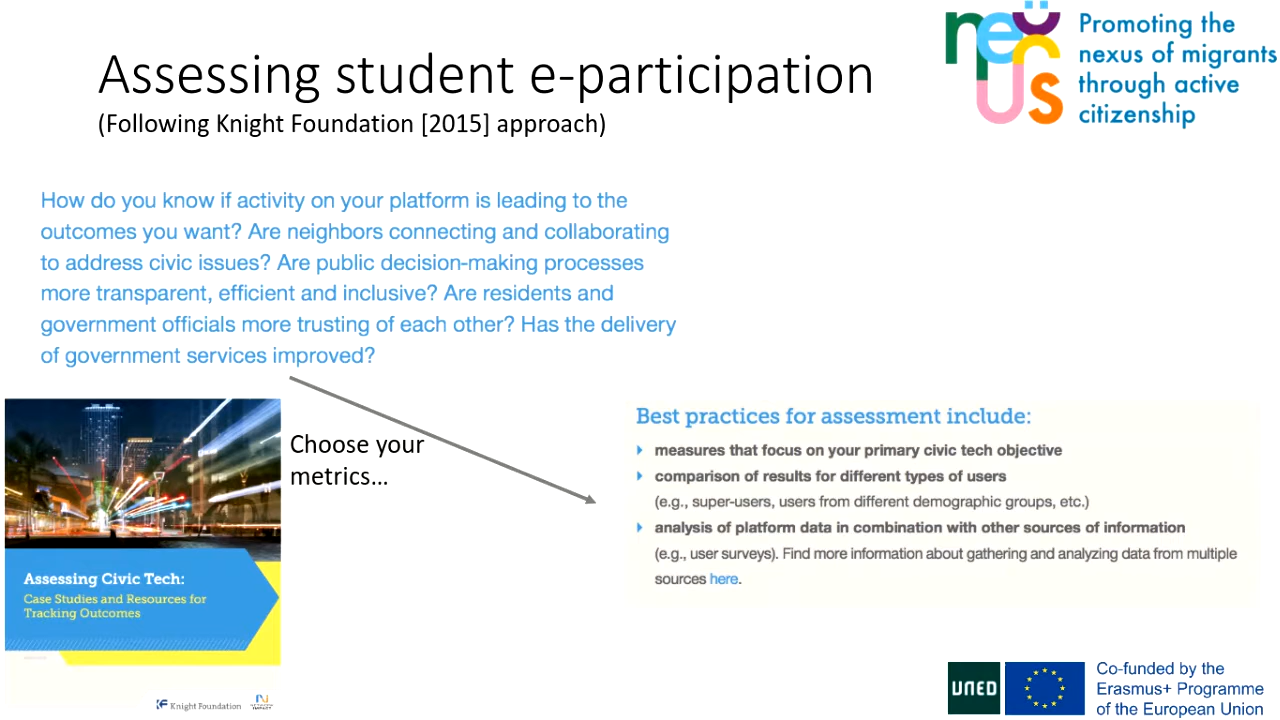 Assessing student e-participation
(Following Knight Foundation [2015] approach)
nexus
Promoting the
nexus of migrants
through active
citizenship
How do you know if activity on your platform is leading to the
outcomes you want? Are neighbors connecting and collaborating
to address civic issues? Are public decision-making processes
more transparent, efficient and inclusive? Are residents and
government officials more trusting of each other? Has the delivery
of government services improved?
Choose your
metrics...
Best practices for assessment include:
measures that focus on your primary civic tech objective
comparison of results for different types of users
(e.g., super-users, users from different demographic groups, etc.)
analysis of platform data in combination with other sources of information
(e.g., user surveys). Find more information about gathering and analyzing data from multiple
sources here.
Assessing Civic Tech:
Case Studies and Resources for
Tracking Outcomes
Knight Foundation
NETWORK
IMPACT
UNED
Co-funded by the
Erasmus+ Programme
of the European Union